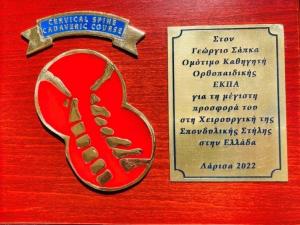 CERVICAL SPINE
CADAVERIC COURSE
Στον
Γεώργιο Σάπκα
Ομότιμο Καθηγητή
Ορθοπαιδικής
ΕΚΠΑ
για τη μέγιστη
προσφορά του
στη Χειρουργική της
Σπονδυλικής Στήλης
στην Ελλάδα
Λάρισα 2022